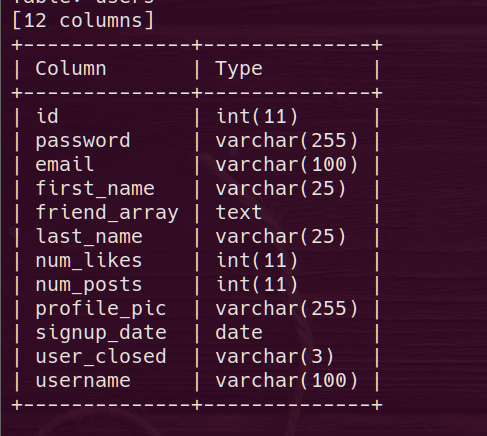 Table: users
[12 columns]
+--------------+--------------+
| Column       | Type         |
+--------------+--------------+
| id           | int(11)      |
| password     | varchar(255) |
| email        | varchar(100) |
| first_name   | varchar(25)  |
| friend_array | text         |
| last_name    | varchar(25)  |
| num_likes    | int(11)      |
| num_posts    | int(11)      |
| profile_pic  | varchar(255) |
| signup_date  | date         |
| user_closed  | varchar(3)   |
| username     | varchar(100) |
+--------------+--------------+